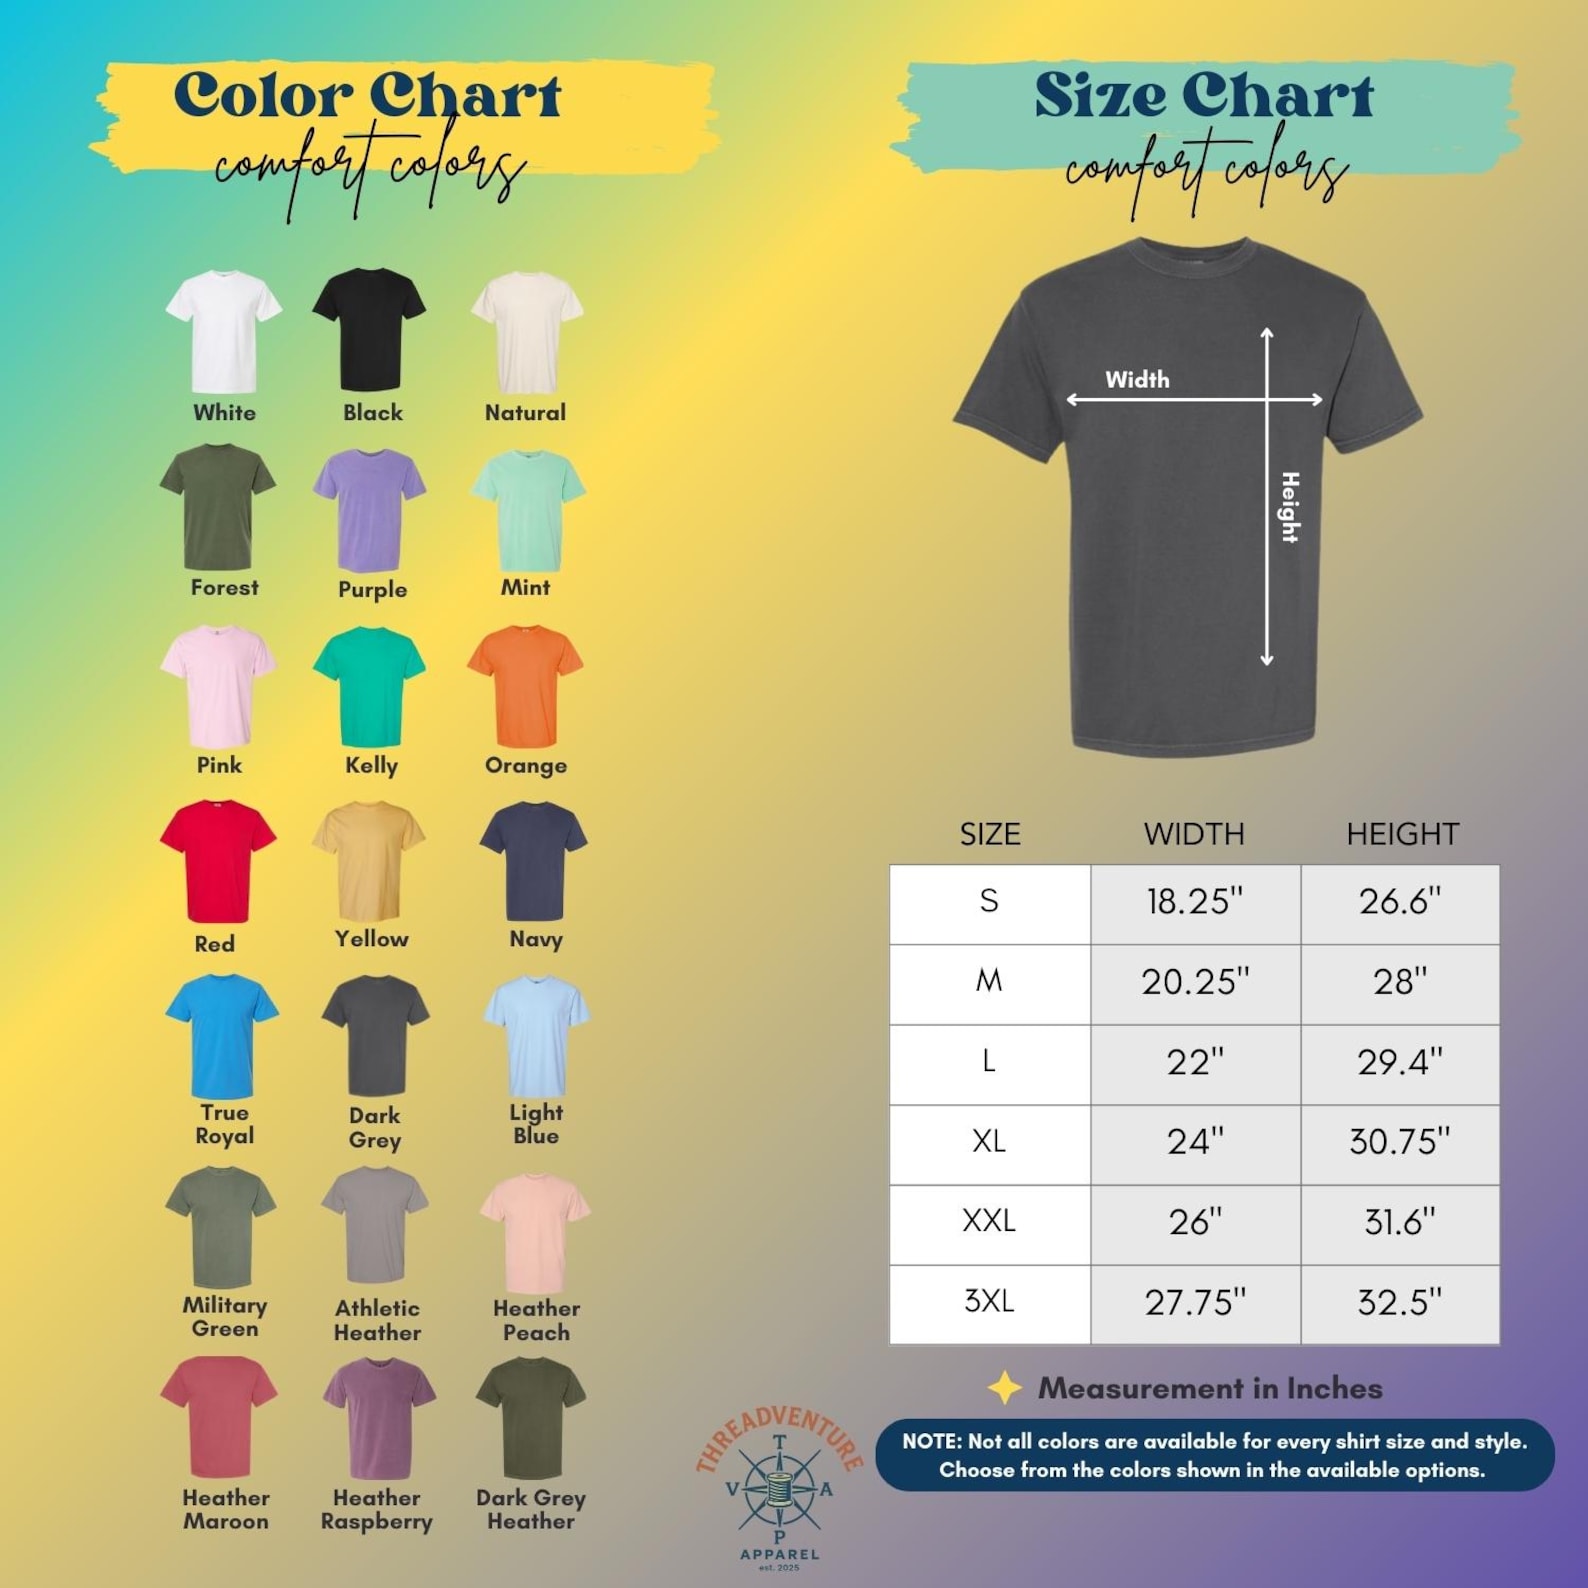 Color Chart
comfort colors
White
Black
Natural
Forest
Purple
Mint
Pink
Kelly
Orange
Red
Yellow
Navy
True
Royal
Dark
Grey
Light
Blue
Military
Green
Athletic
Heather
Heather
Peach
Heather
Maroon
Heather
Raspberry
Dark Grey
Heather
Size Chart
comfort colors
Width
Height
SIZE WIDTH HEIGHT
S 18.25" 26.6"
M 20.25" 28"
L 22" 29.4"
XL 24" 30.75"
XXL 26" 31.6"
3XL 27.75" 32.5"
Measurement in Inches
NOTE: Not all colors are available for every shirt size and style.
Choose from the colors shown in the available options.
THREADVENTURE
T
V A
P
APPAREL
est. 2025